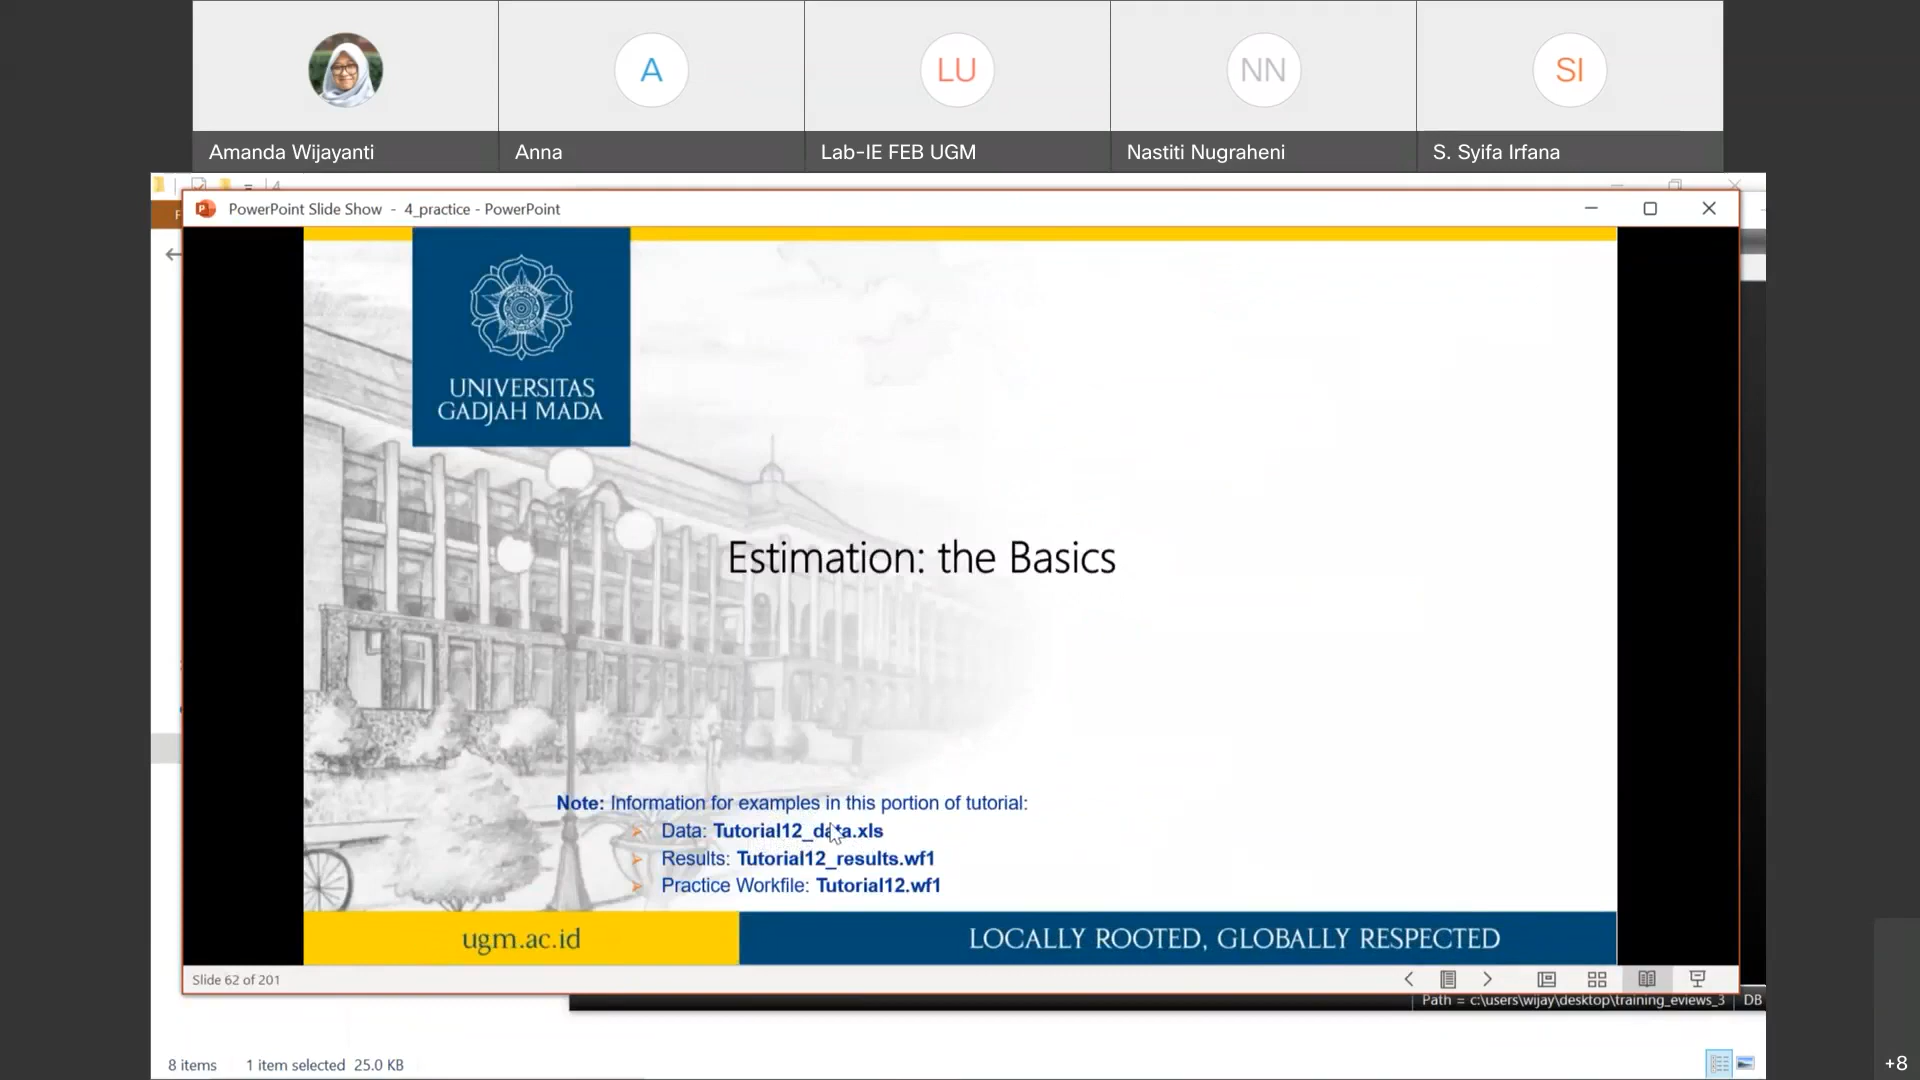 A
LU
NN
SI
Amanda Wijayanti
Anna
Lab-IE FEB UGM
Nastiti Nugraheni
S. Syifa Irfana
4
PowerPoint Slide Show - 4_practice - PowerPoint
F
UNIVERSITAS
GADJAH MADA
Estimation: the Basics
Note: Information for examples in this portion of tutorial:
Data: Tutorial12_data.xls
Results: Tutorial12_results.wf1
Practice Workfile: Tutorial12.wf1
ugm.ac.id
LOCALLY ROOTED, GLOBALLY RESPECTED
Slide 62 of 201
Path = c:\users\wijay\desktop\training_eviews_3
DB
8 items
1 item selected 25.0 KB
+8